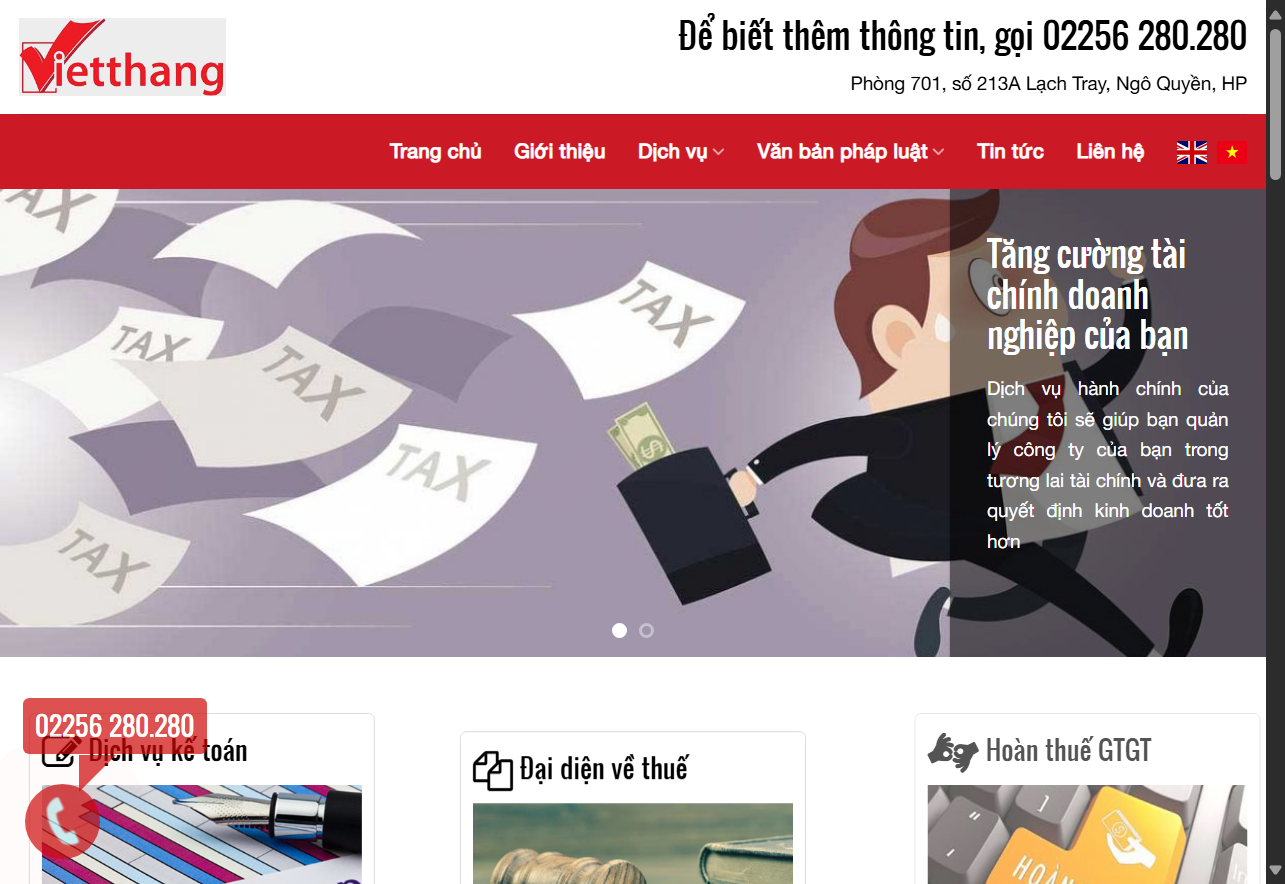 Vietthang
Để biết thêm thông tin, gọi 02256 280.280
Phòng 701, số 213A Lạch Tray, Ngô Quyền, HP
Trang chủ
Giới thiệu
Dịch vụ
Văn bản pháp luật
Tin tức
Liên hệ
TAX
TAX
TAX
TAX
TAX
TAX
Tăng cường tài
chính doanh
nghiệp của bạn
Dịch vụ hành chính của
chúng tôi sẽ giúp bạn quản
lý công ty của bạn trong
tương lai tài chính và đưa ra
quyết định kinh doanh tốt
hơn
02256 280.280
Dịch vụ kế toán
Đại diện về thuế
Hoàn thuế GTGT
HOÀN